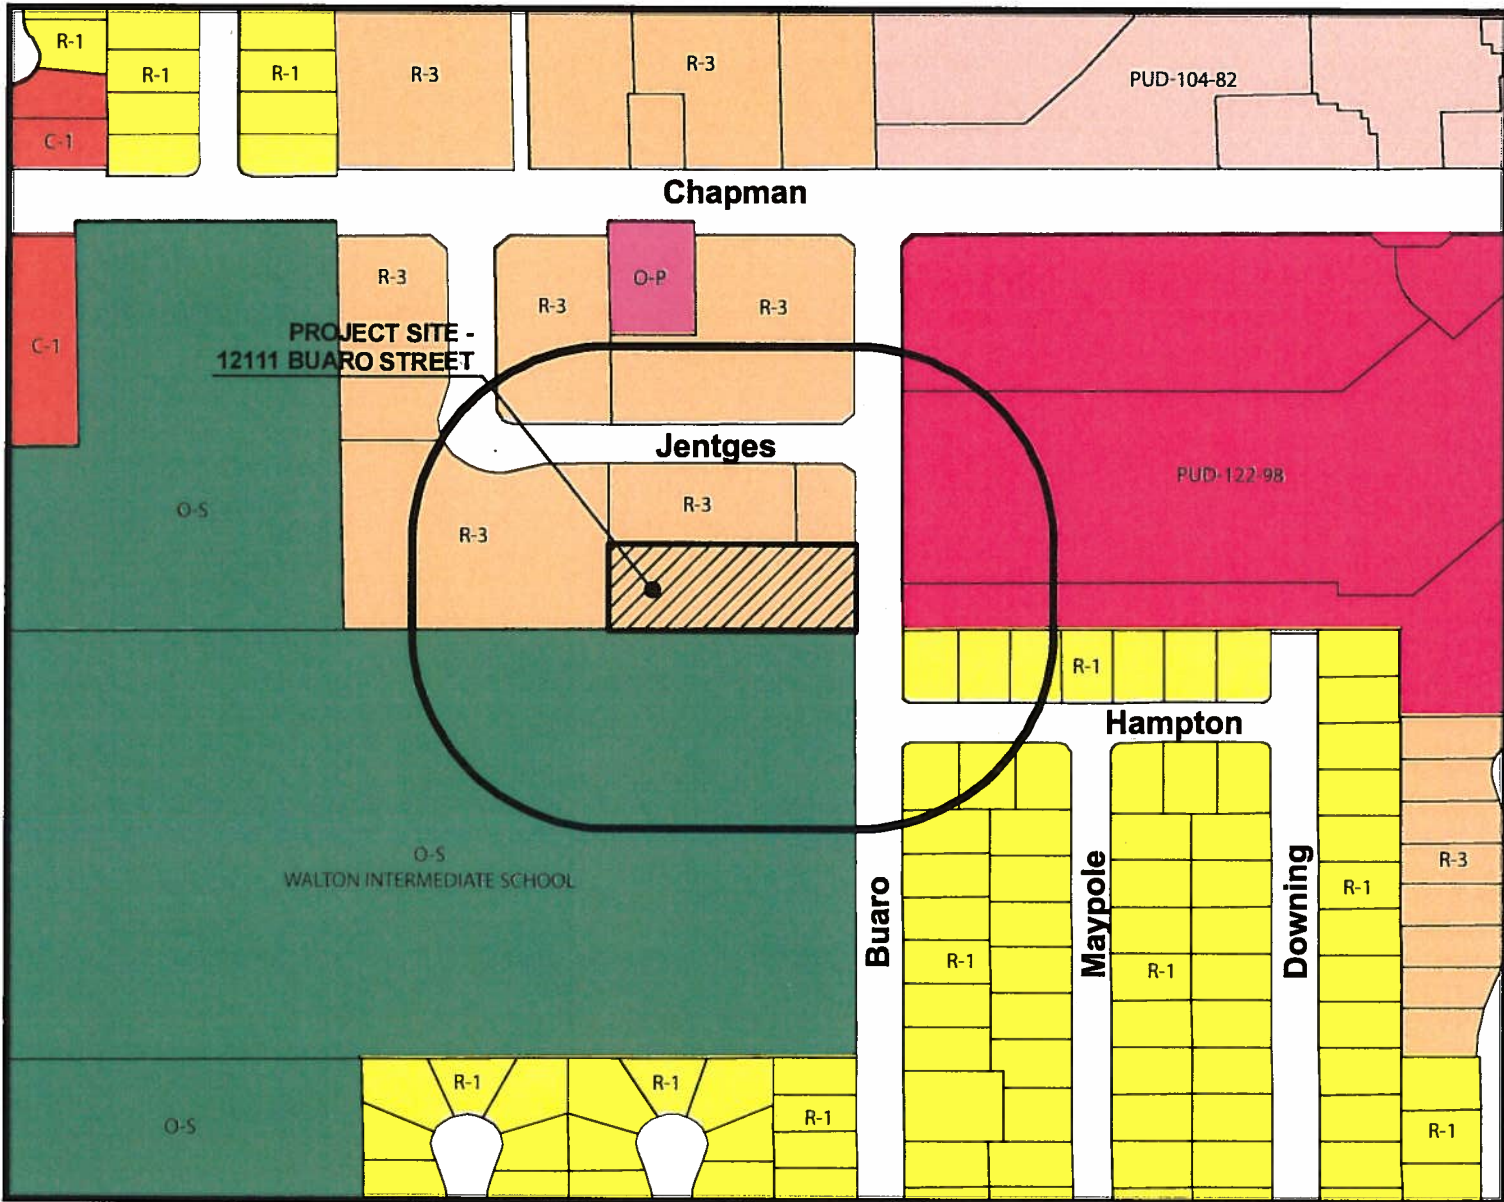 R-1
R-1
R-1
R-3
R-3
PUD-104-82
C-1
Chapman
R-3
R-3
O-P
R-3
C-1
PROJECT SITE -
12111 BUARO STREET
Jentges
PUD-122-98
O-S
R-3
R-3
R-1
Hampton
O-S
WALTON INTERMEDIATE SCHOOL
Buaro
Maypole
Downing
R-3
R-1
R-1
R-1
R-1
R-1
R-1
O-S
R-1